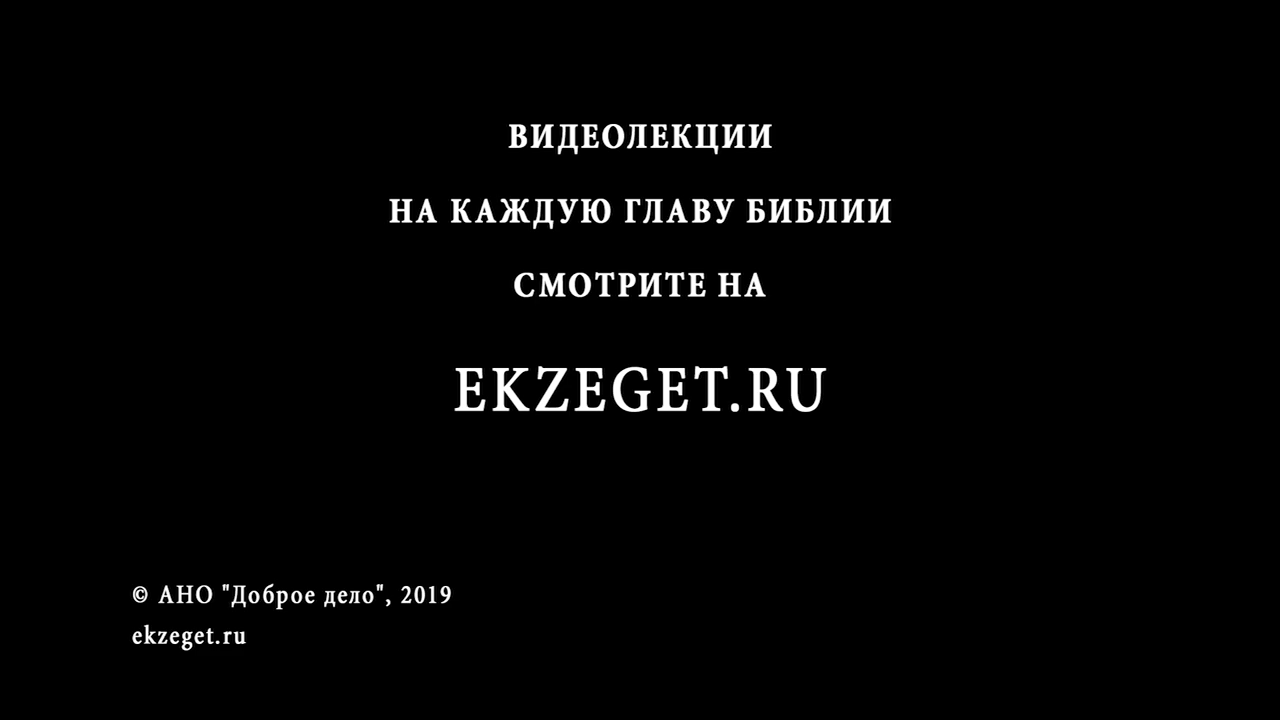 ВИДЕОЛЕКЦИИ
НА КАЖДУЮ ГЛАВУ БИБЛИИ
СМОТРИТЕ НА
EKZEGET.RU
© АНО "Доброе дело", 2019
ekzeget.ru